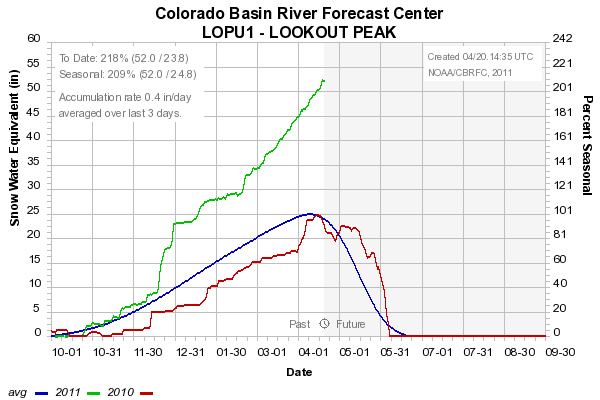 Colorado Basin River Forecast Center
LOPU1 - LOOKOUT PEAK
To Date: 218% (52.0 / 23.8)
Seasonal: 209% (52.0 / 24.8)
Accumulation rate 0.4 in/day
averaged over last 3 days.
Created 04/20.14:35 UTC
NOAA/CBRFC, 2011
Snow Water Equivalent (in)
60
55
50
45
40
35
30
25
20
15
10
5
0
Percent Seasonal
242
221
201
181
161
141
121
101
81
60
40
20
0
Past Future
10-01 10-31 11-30 12-31 01-30 03-01 04-01 05-01 05-31 07-01 07-31 08-30 09-30
Date
avg 2011 2010